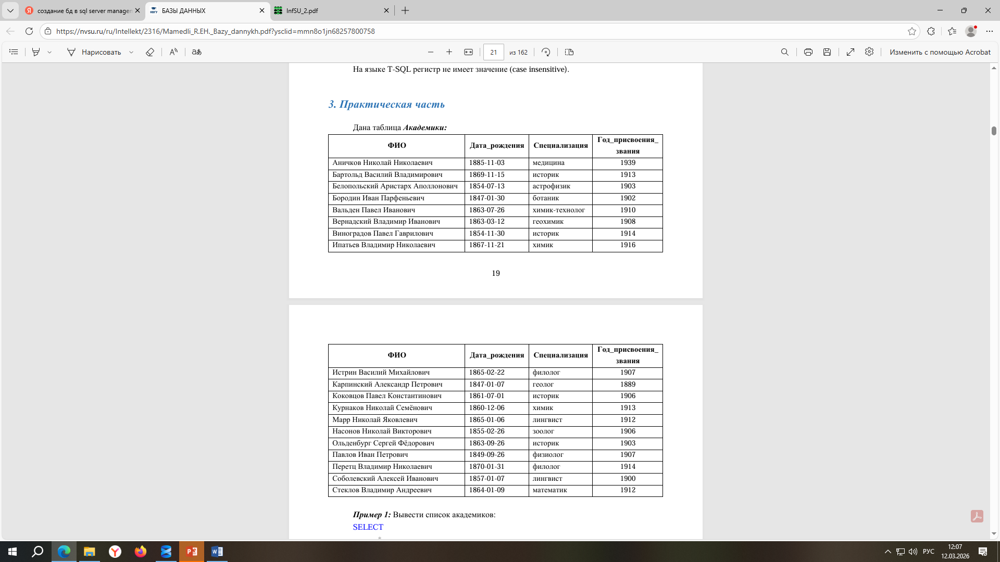 создание бд в sql server managem
БАЗЫ ДАННЫХ
InfSU_2.pdf
https://nvsu.ru/ru/Intellekt/2316/Mamedli_R.EH._Bazy_dannykh.pdf?ysclid=mmn8o1jn68257800758
Нарисовать
21 из 162
Изменить с помощью Acrobat
На языке T-SQL регистр не имеет значение (case insensitive).
3. Практическая часть
Дана таблица Академики:
ФИО Дата_рождения Специализация Год_присвоения_
звания
Аничков Николай Николаевич 1885-11-03 медицина 1939
Бартольд Василий Владимирович 1869-11-15 историк 1913
Белопольский Аристарх Аполлонович 1854-07-13 астрофизик 1903
Бородин Иван Парфеньевич 1847-01-30 ботаник 1902
Вальден Павел Иванович 1863-07-26 химик-технолог 1910
Вернадский Владимир Иванович 1863-03-12 геохимик 1908
Виноградов Павел Гаврилович 1854-11-30 историк 1914
Ипатьев Владимир Николаевич 1867-11-21 химик 1916
19
ФИО Дата_рождения Специализация Год_присвоения_
звания
Истрин Василий Михайлович 1865-02-22 филолог 1907
Карпинский Александр Петрович 1847-01-07 геолог 1889
Коковцов Павел Константинович 1861-07-01 историк 1906
Курнаков Николай Семёнович 1860-12-06 химик 1913
Марр Николай Яковлевич 1865-01-06 лингвист 1912
Насонов Николай Викторович 1855-02-26 зоолог 1906
Ольденбург Сергей Фёдорович 1863-09-26 историк 1903
Павлов Иван Петрович 1849-09-26 физиолог 1907
Перетц Владимир Николаевич 1870-01-31 филолог 1914
Соболевский Алексей Иванович 1857-01-07 лингвист 1900
Стеклов Владимир Андреевич 1864-01-09 математик 1912
Пример 1: Вывести список академиков:
SELECT
*
РУС
12:07
12.03.2026